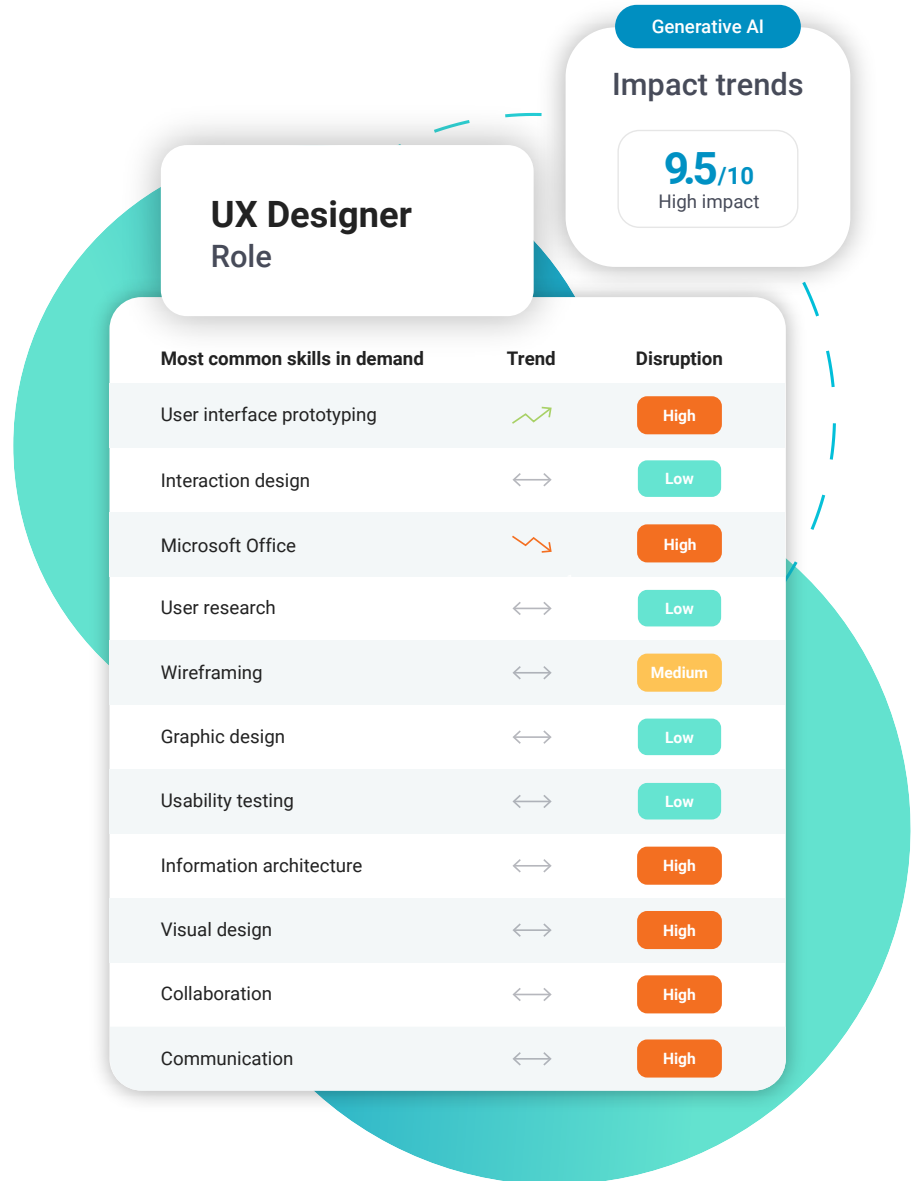 Generative AI
Impact trends
9.5/10
High impact
UX Designer
Role
Most common skills in demand Trend Disruption
User interface prototyping High
Interaction design Low
Microsoft Office High
User research Low
Wireframing Medium
Graphic design Low
Usability testing Low
Information architecture High
Visual design High
Collaboration High
Communication High